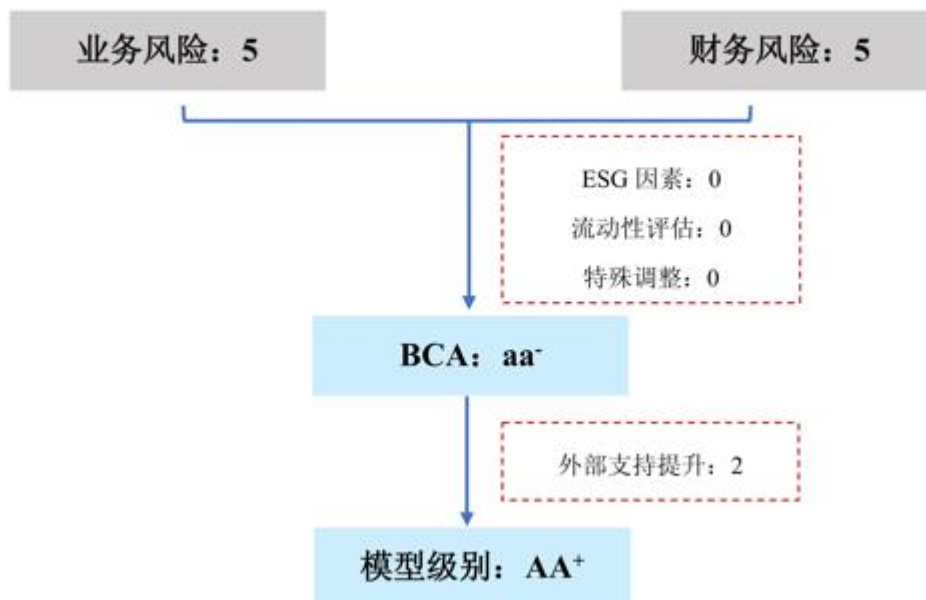 业务风险：5
财务风险：5
ESG 因素：0
流动性评估：0
特殊调整：0
BCA：aa⁻
外部支持提升：2
模型级别：AA⁺